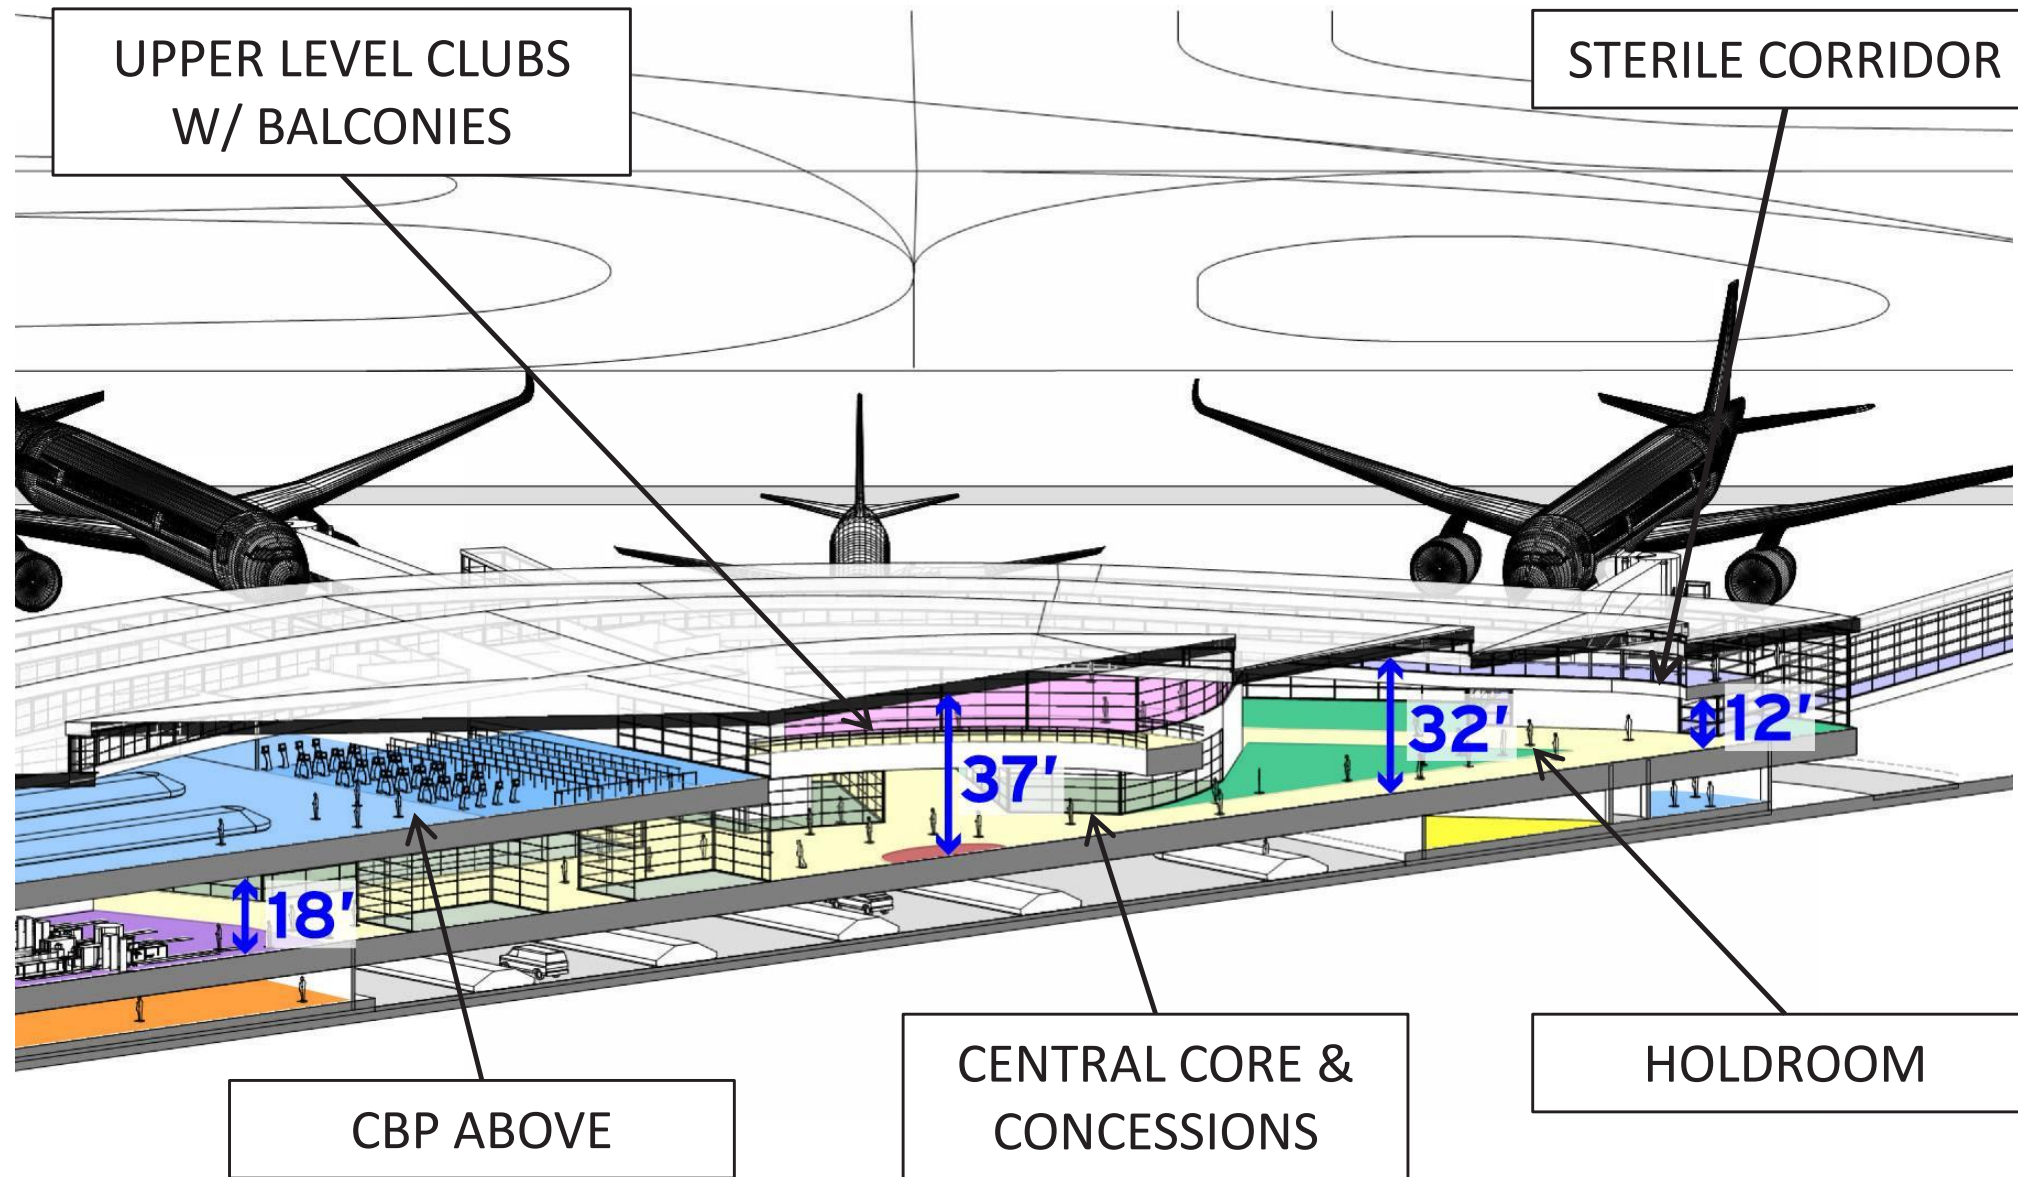 UPPER LEVEL CLUBS
W/ BALCONIES
STERILE CORRIDOR
37'
32'
12'
18'
CBP ABOVE
CENTRAL CORE &
CONCESSIONS
HOLDROOM